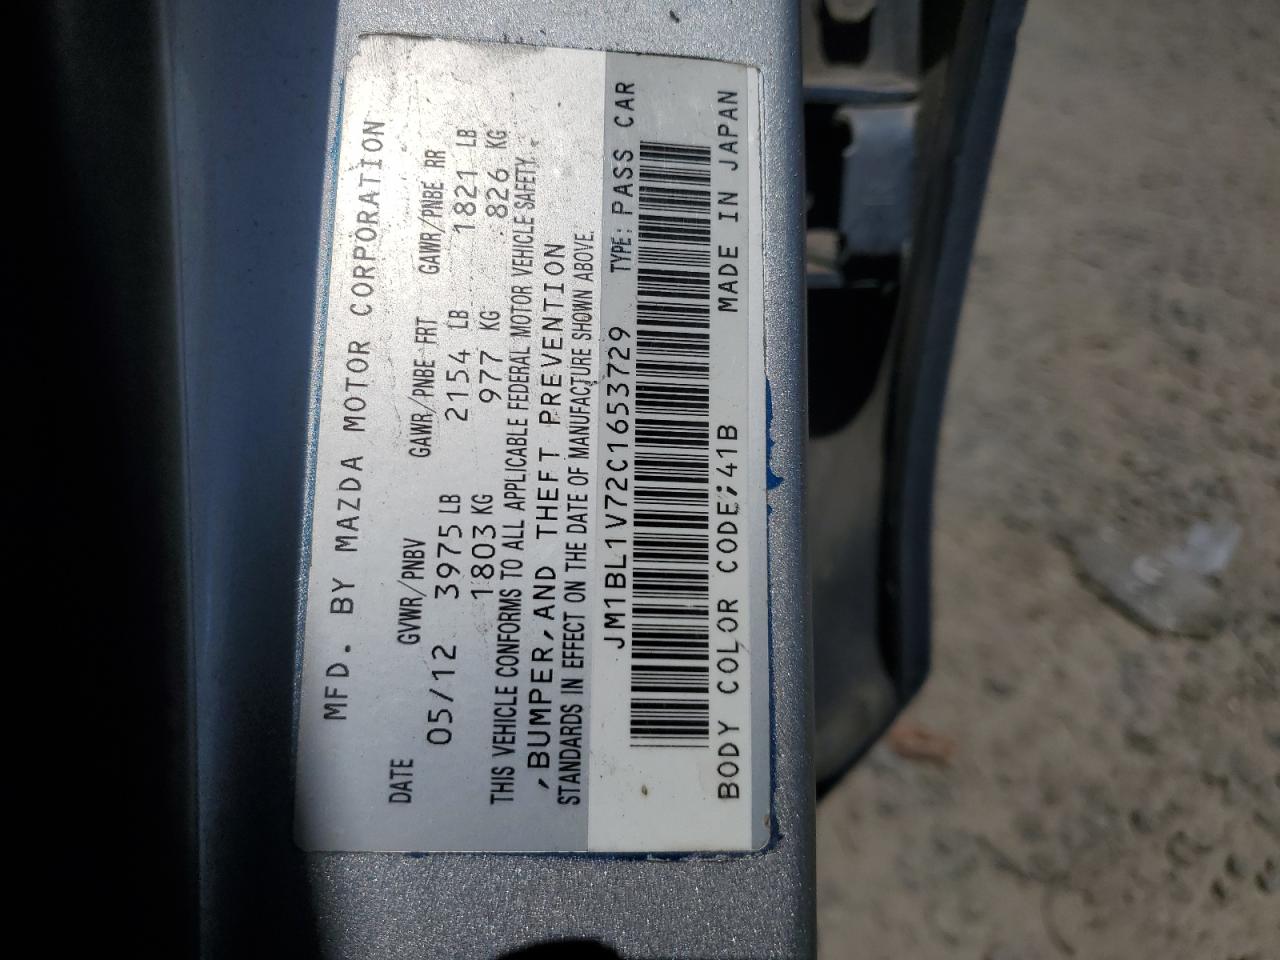 MFD. BY MAZDA MOTOR CORPORATION
DATE GVWR/PNBV GAWR/PNBE FRT GAWR/PNBE RR
05/12 3975 LB 2154 LB 1821 LB
1803 KG 977 KG 826 KG
THIS VEHICLE CONFORMS TO ALL APPLICABLE FEDERAL MOTOR VEHICLE SAFETY,
,BUMPER, AND THEFT PREVENTION
STANDARDS IN EFFECT ON THE DATE OF MANUFACTURE SHOWN ABOVE.
JM1BL1V72C1653729 TYPE: PASS CAR
BODY COLOR CODE: 41B MADE IN JAPAN